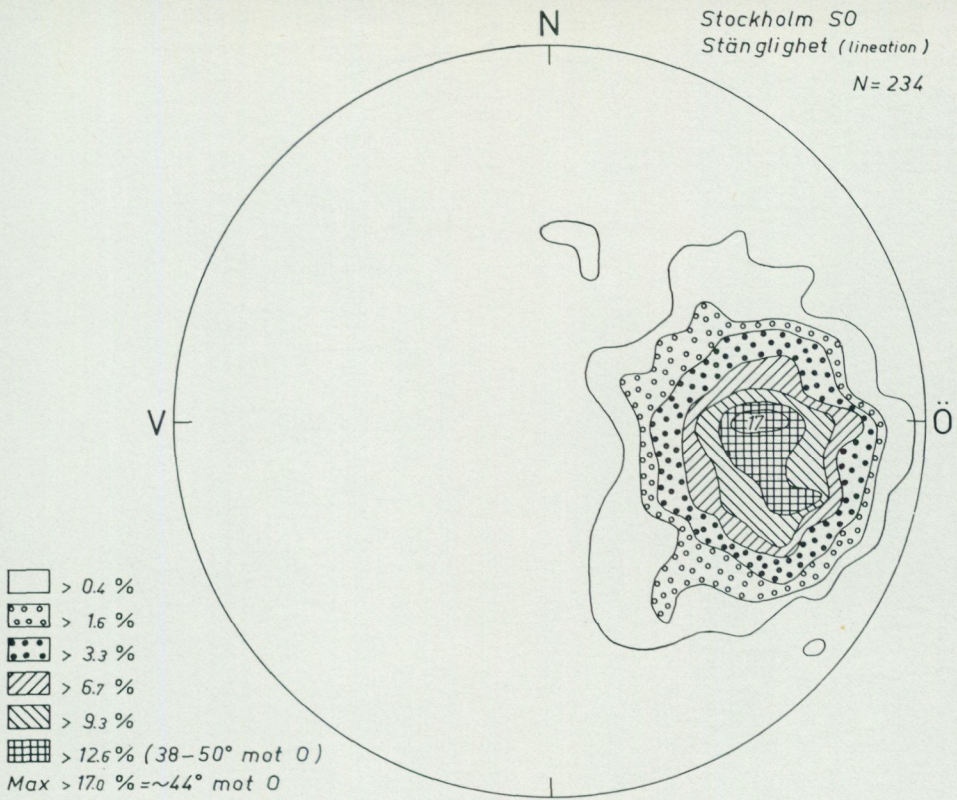 N
Stockholm SO
Stänglighet (lineation)
N= 234
V
Ö
17
> 0.4 %
> 1.6 %
> 3.3 %
> 6.7 %
> 9.3 %
> 12.6% (38-50° mot O)
Max > 17.0 % =~44° mot O